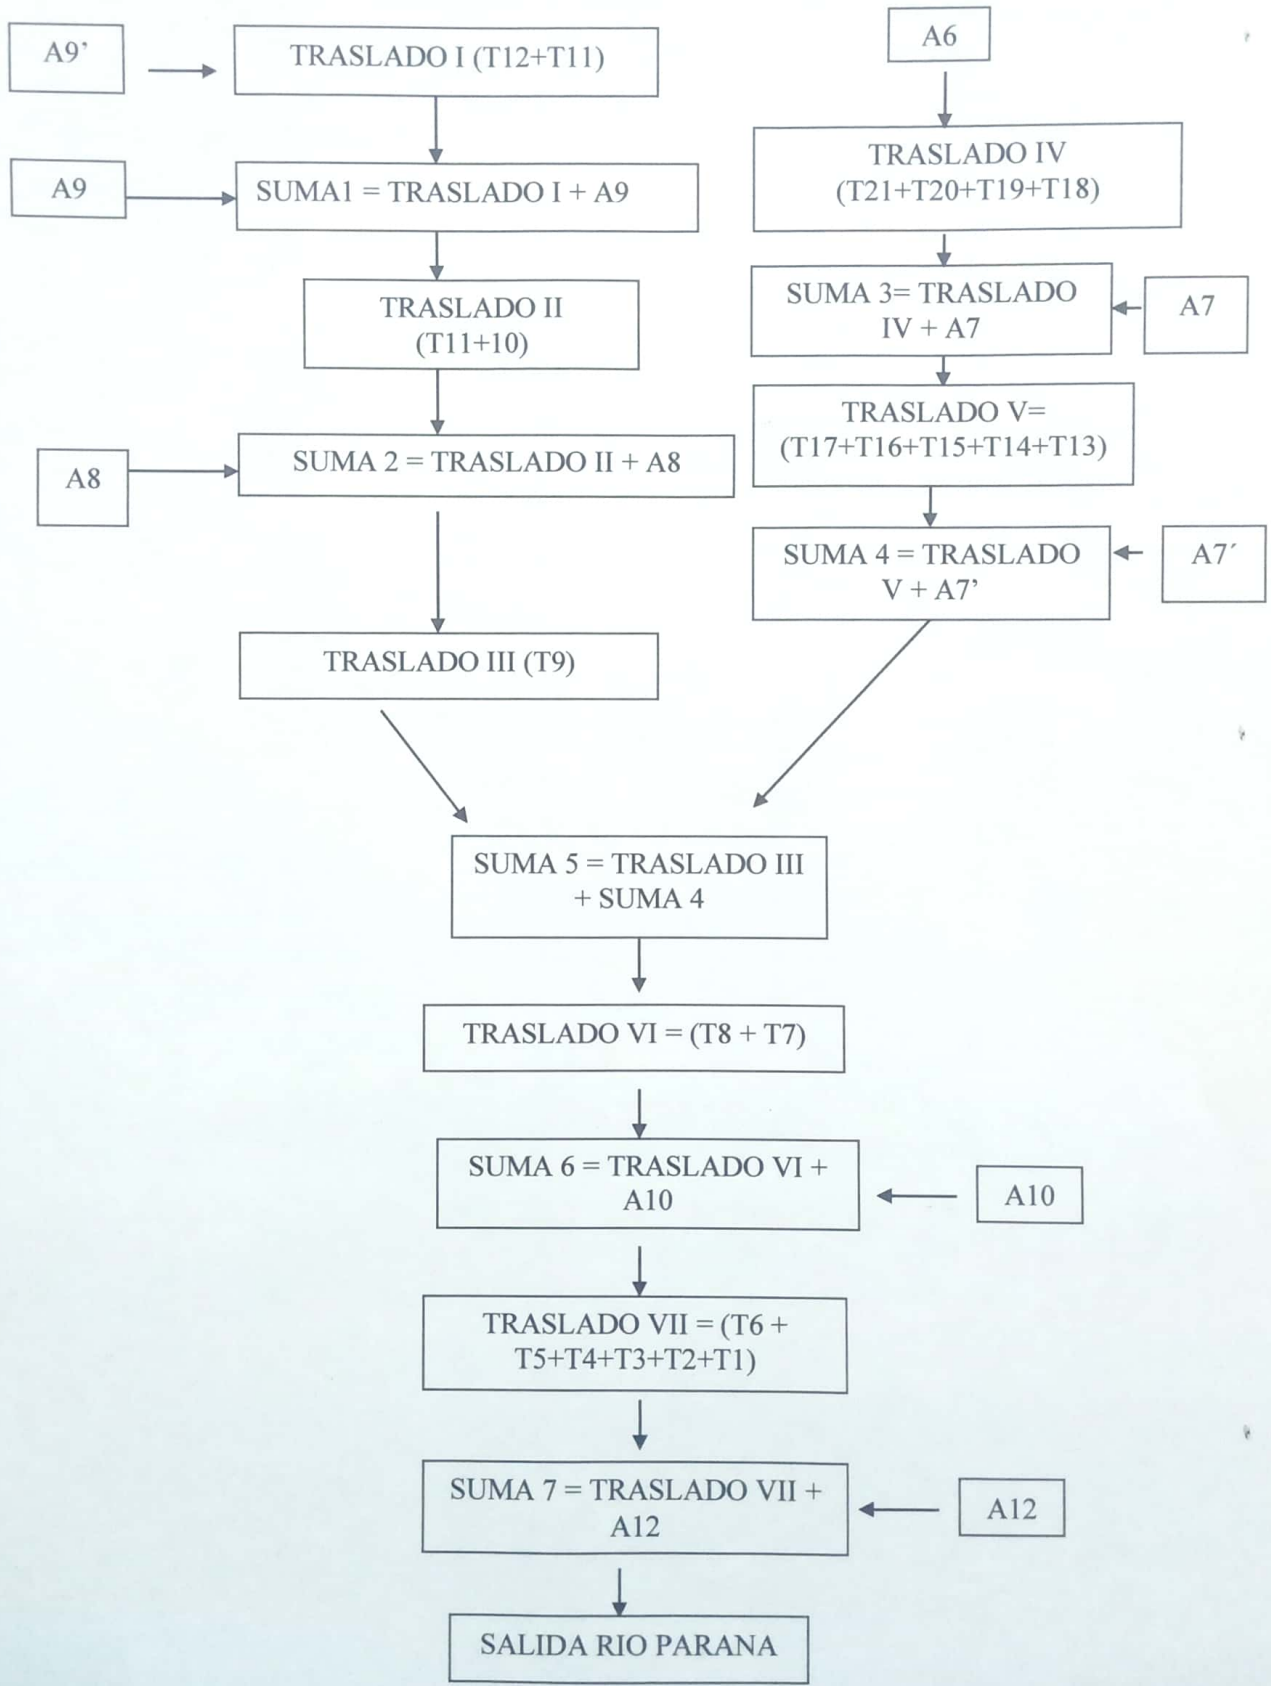 A9’
TRASLADO I (T12+T11)
A9
SUMA1 = TRASLADO I + A9
TRASLADO II
(T11+10)
A8
SUMA 2 = TRASLADO II + A8
TRASLADO III (T9)
A6
TRASLADO IV
(T21+T20+T19+T18)
SUMA 3= TRASLADO
IV + A7
A7
TRASLADO V=
(T17+T16+T15+T14+T13)
SUMA 4 = TRASLADO
V + A7’
A7´
SUMA 5 = TRASLADO III
+ SUMA 4
TRASLADO VI = (T8 + T7)
SUMA 6 = TRASLADO VI +
A10
A10
TRASLADO VII = (T6 +
T5+T4+T3+T2+T1)
SUMA 7 = TRASLADO VII +
A12
A12
SALIDA RIO PARANA